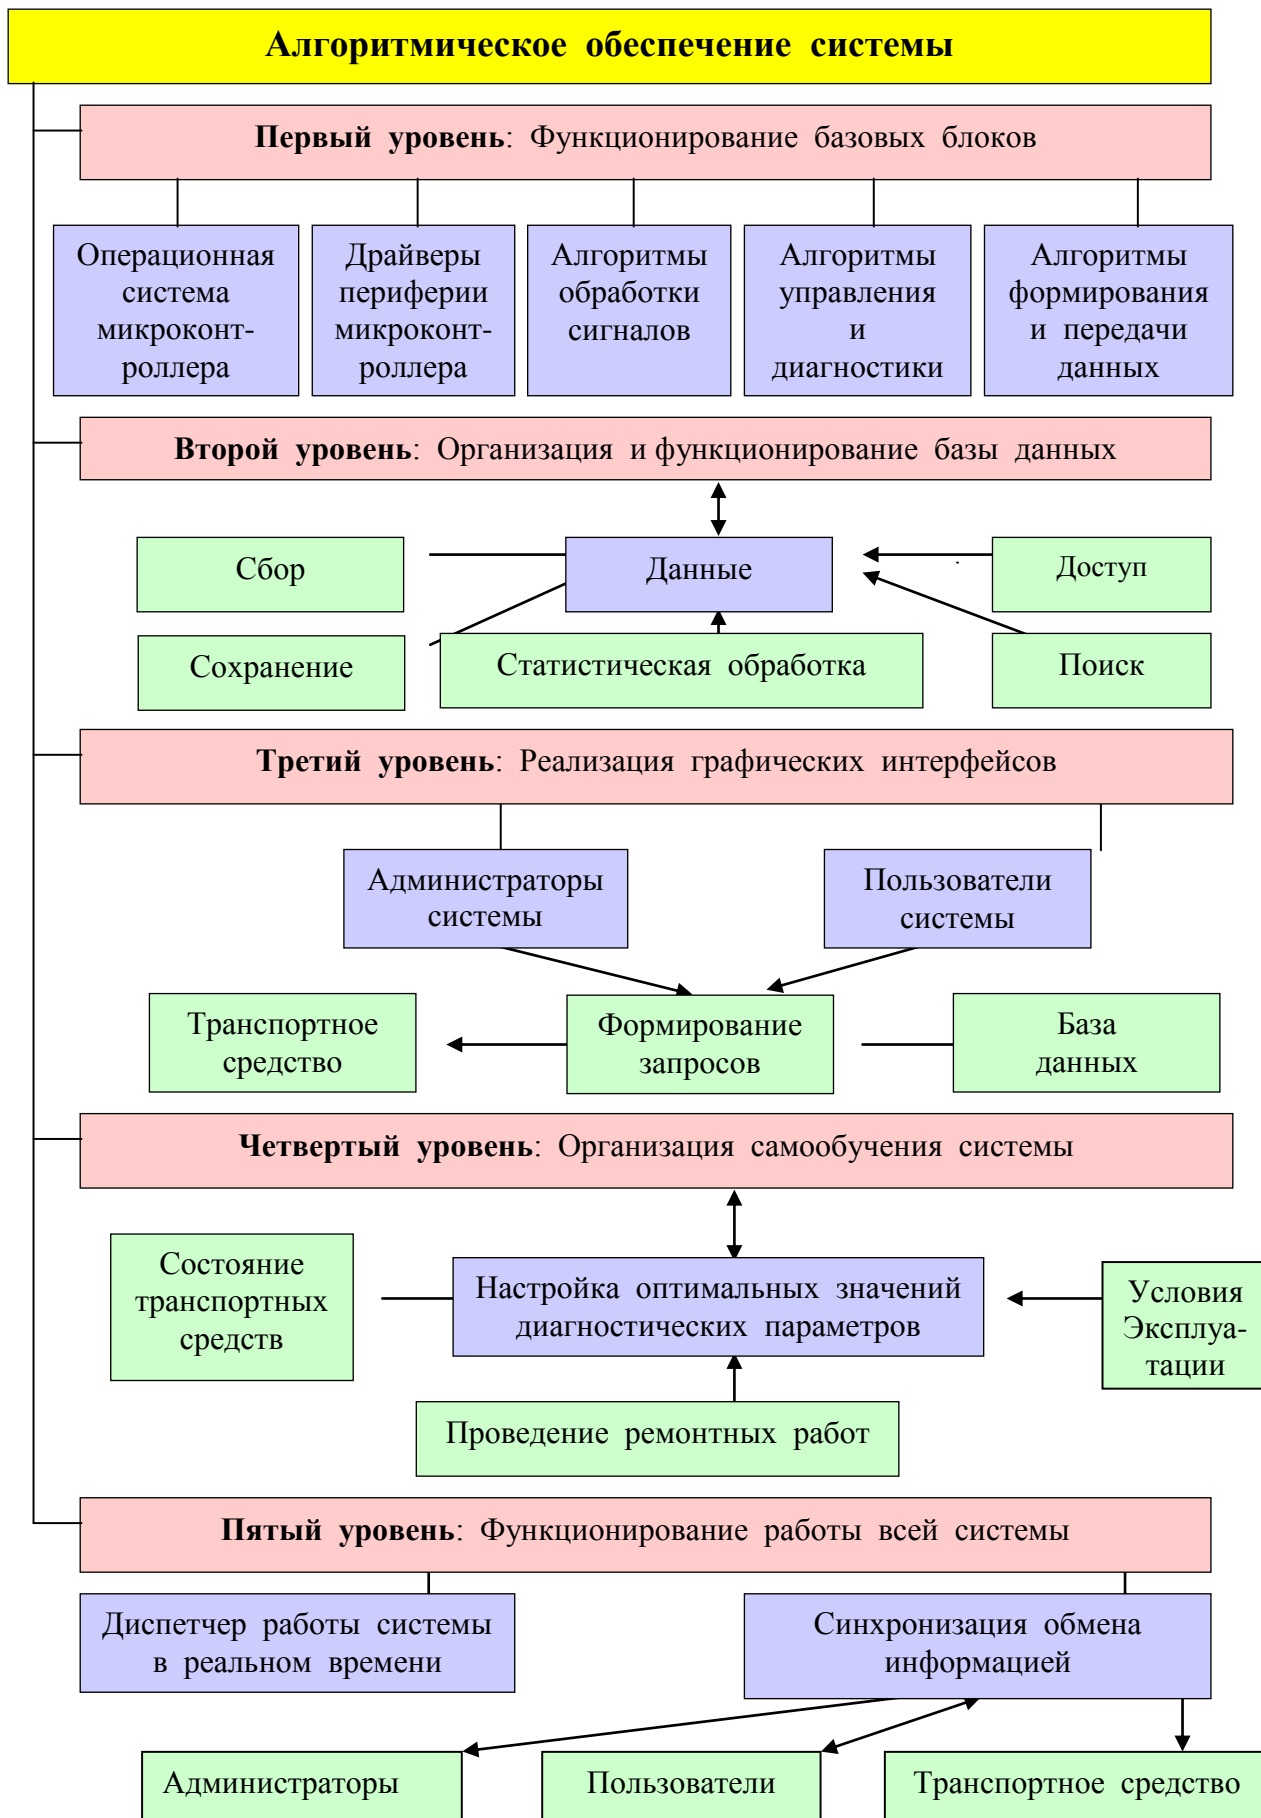 Алгоритмическое обеспечение системы
Первый уровень: Функционирование базовых блоков
Операционная
система
микроконт-
роллера
Драйверы
периферии
микроконт-
роллера
Алгоритмы
обработки
сигналов
Алгоритмы
управления
и
диагностики
Алгоритмы
формирования
и передачи
данных
Второй уровень: Организация и функционирование базы данных
Сбор
Данные
Доступ
Сохранение
Статистическая обработка
Поиск
Третий уровень: Реализация графических интерфейсов
Администраторы
системы
Пользователи
системы
Транспортное
средство
Формирование
запросов
База
данных
Четвертый уровень: Организация самообучения системы
Состояние
транспортных
средств
Настройка оптимальных значений
диагностических параметров
Условия
Эксплуа-
тации
Проведение ремонтных работ
Пятый уровень: Функционирование работы всей системы
Диспетчер работы системы
в реальном времени
Синхронизация обмена
информацией
Администраторы
Пользователи
Транспортное средство